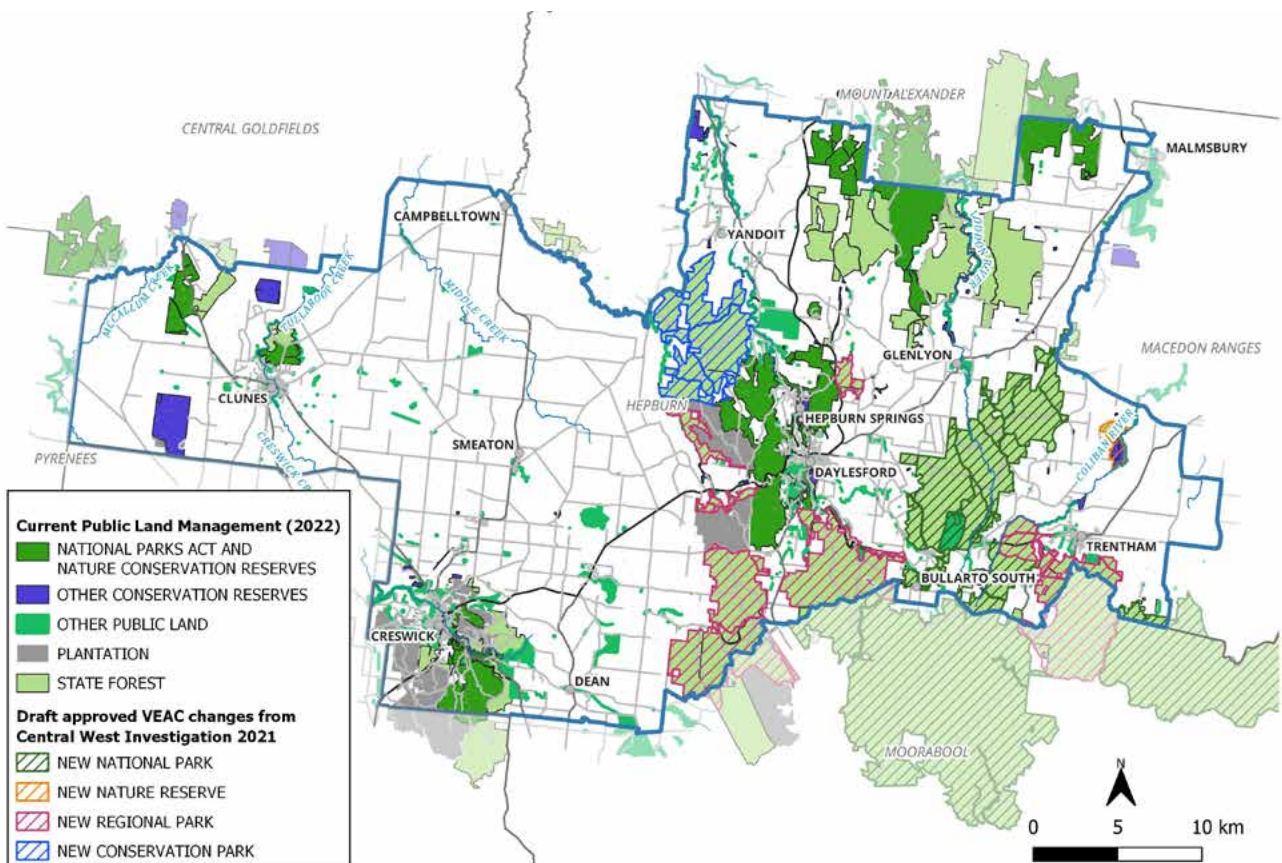 MOUNT ALEXANDER
CENTRAL GOLDFIELDS
MALMSBURY
CAMPBELLTOWN
YANDOIT
LODDON RIVER
MCCALLUM CREEK
TULLAROOP CREEK
MIDDLE CREEK
GLENLYON
MACEDON RANGES
CLUNES
HEPBURN
HEPBURN SPRINGS
COLIBAN RIVER
SMEATON
PYRENEES
CRESWICK
DAYLESFORD
TRENTHAM
BULLARTO SOUTH
CRESWICK
DEAN
MOORABOOL
Current Public Land Management (2022)
NATIONAL PARKS ACT AND
NATURE CONSERVATION RESERVES
OTHER CONSERVATION RESERVES
OTHER PUBLIC LAND
PLANTATION
STATE FOREST
Draft approved VEAC changes from
Central West Investigation 2021
NEW NATIONAL PARK
NEW NATURE RESERVE
NEW REGIONAL PARK
NEW CONSERVATION PARK
N
0 5 10 km